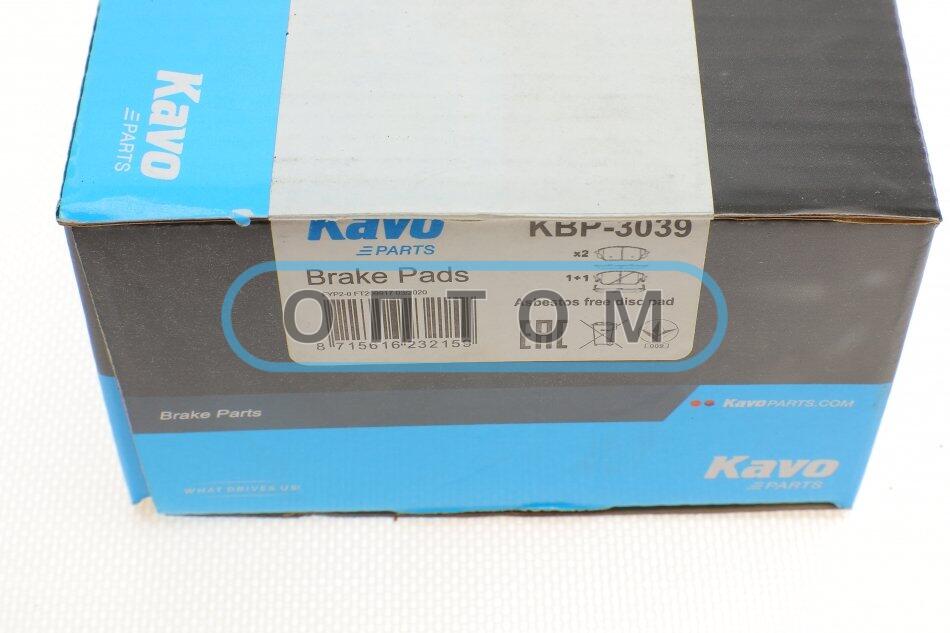 Kavo
PARTS
Kavo
PARTS
KBP-3039
x2
1+1
Brake Pads
Asbestos free disc pad
ОПТОМ
8 715616 232155
EAC
Brake Parts
KavoPARTS.COM
WHAT DRIVES US!
Kavo
PARTS